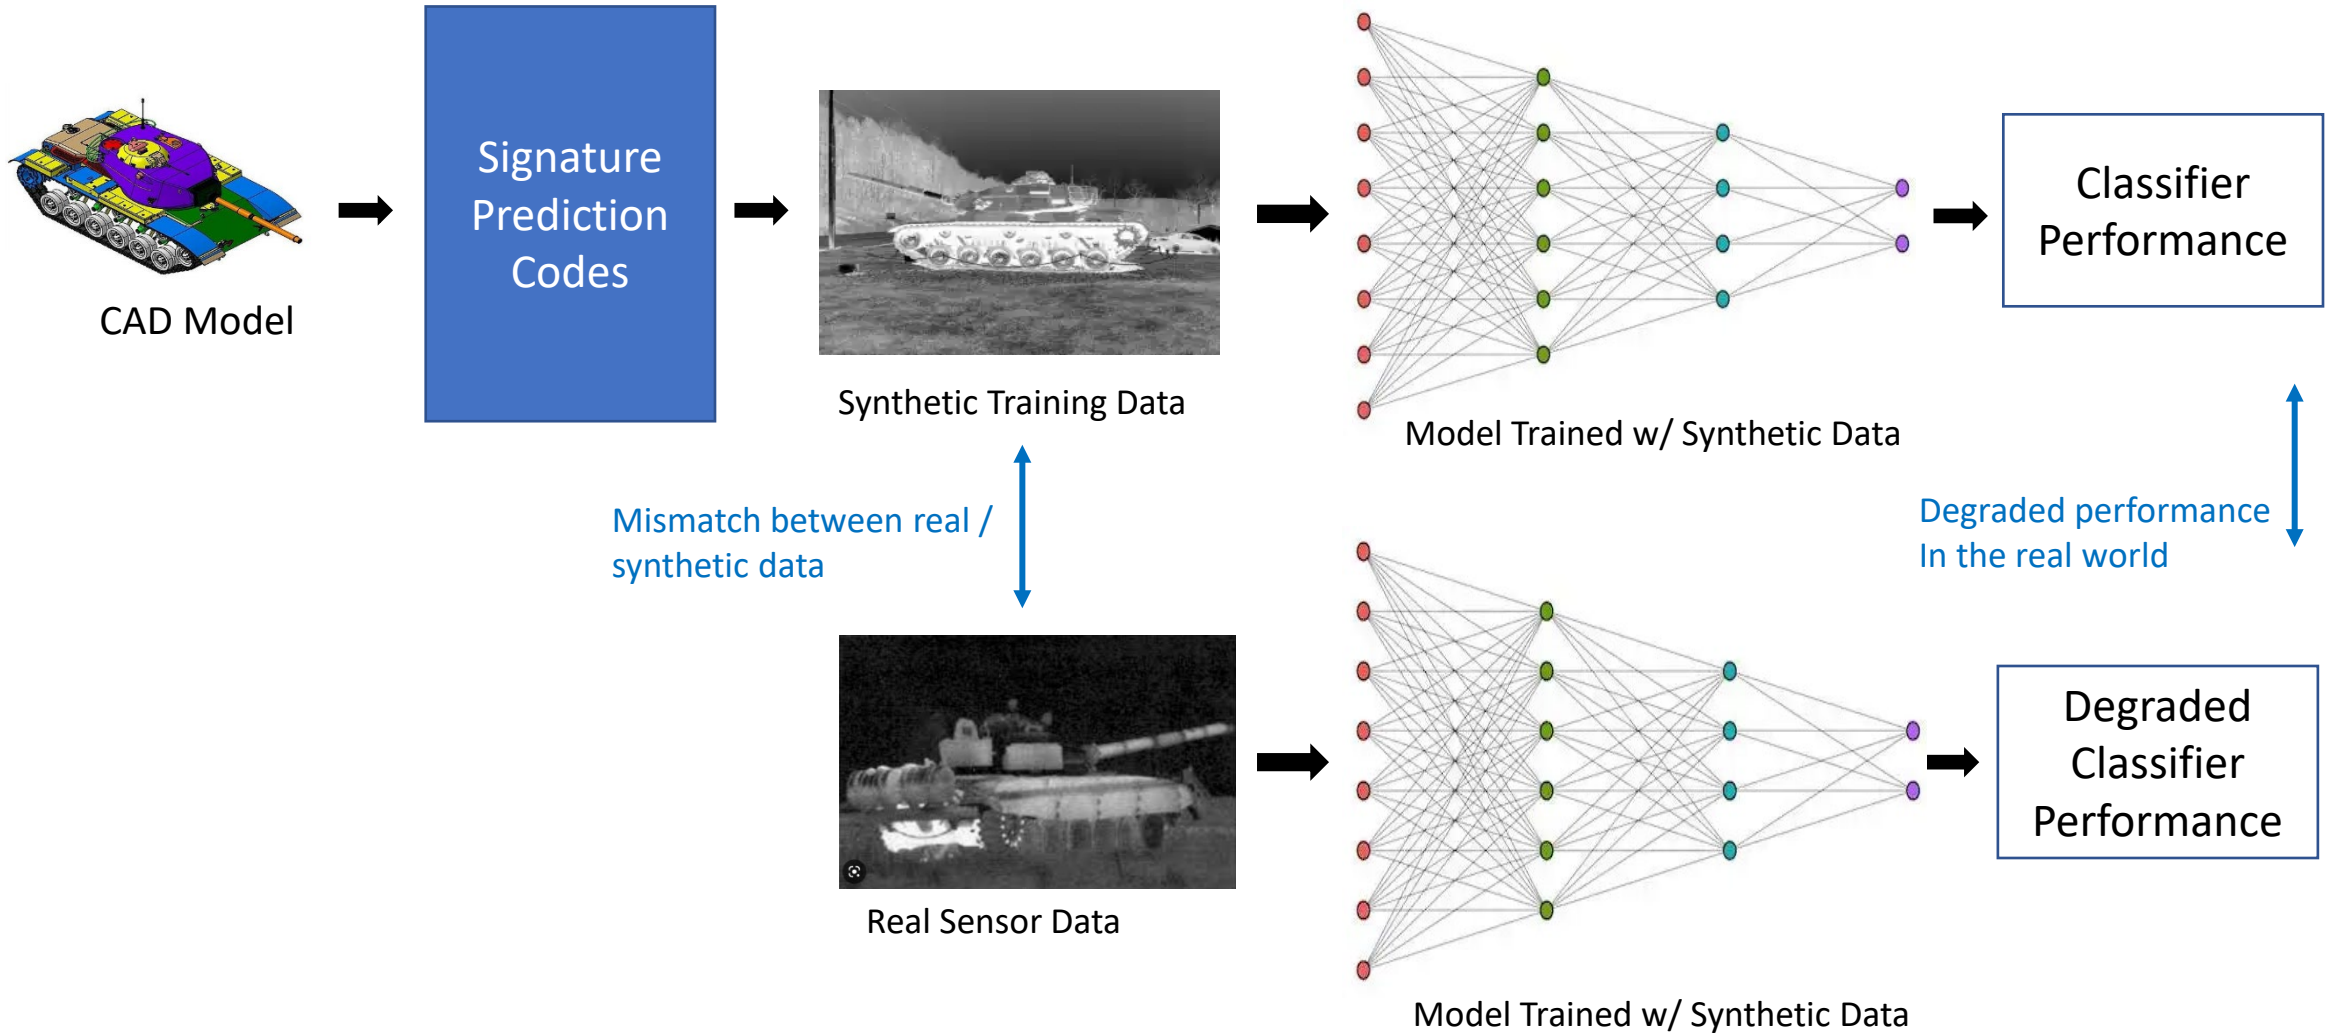 Signature
Prediction
Codes
CAD Model
Synthetic Training Data
Model Trained w/ Synthetic Data
Classifier
Performance
Mismatch between real /
synthetic data
Degraded performance
In the real world
Real Sensor Data
Model Trained w/ Synthetic Data
Degraded
Classifier
Performance